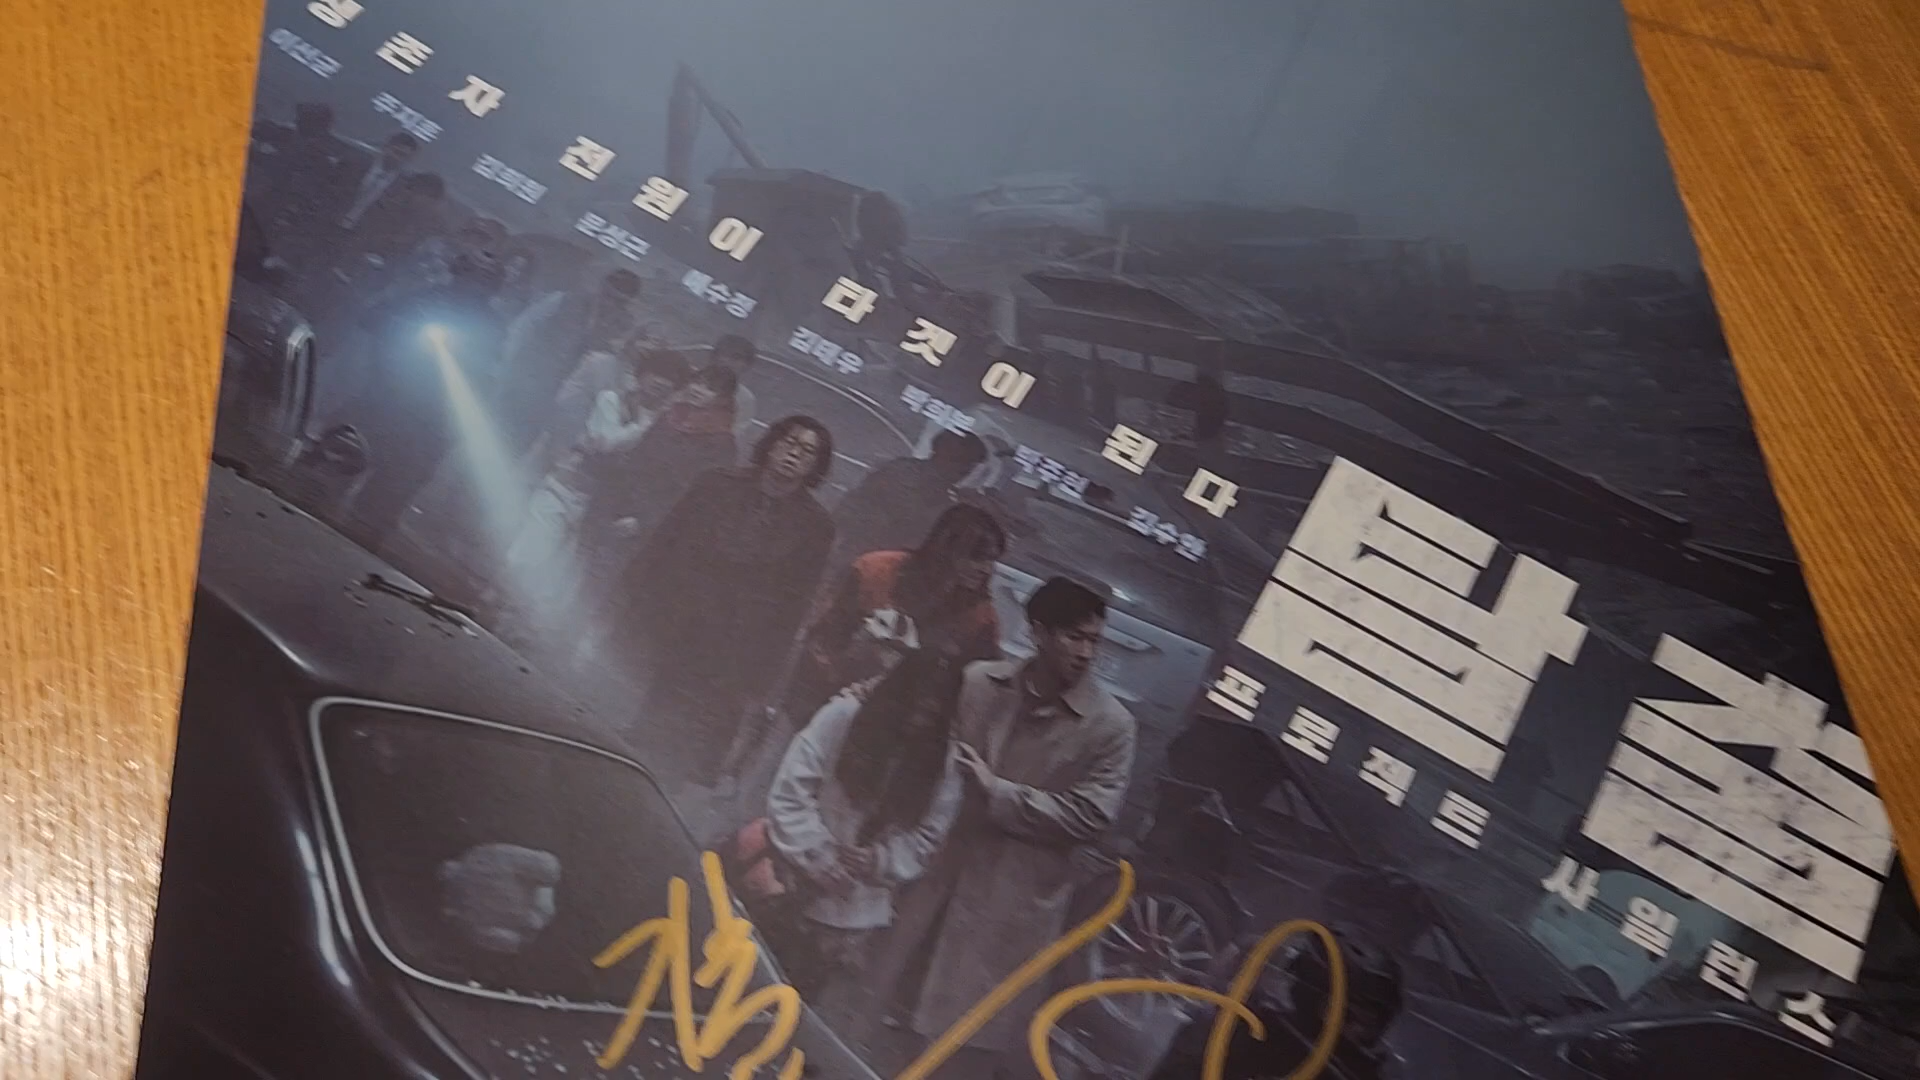 생존자 전원이 타겟이 된다
이선균 주지훈 김희원 문성근 예수정 김태우 박희본 박주현 김수안
탈출
프로젝트 사일런스